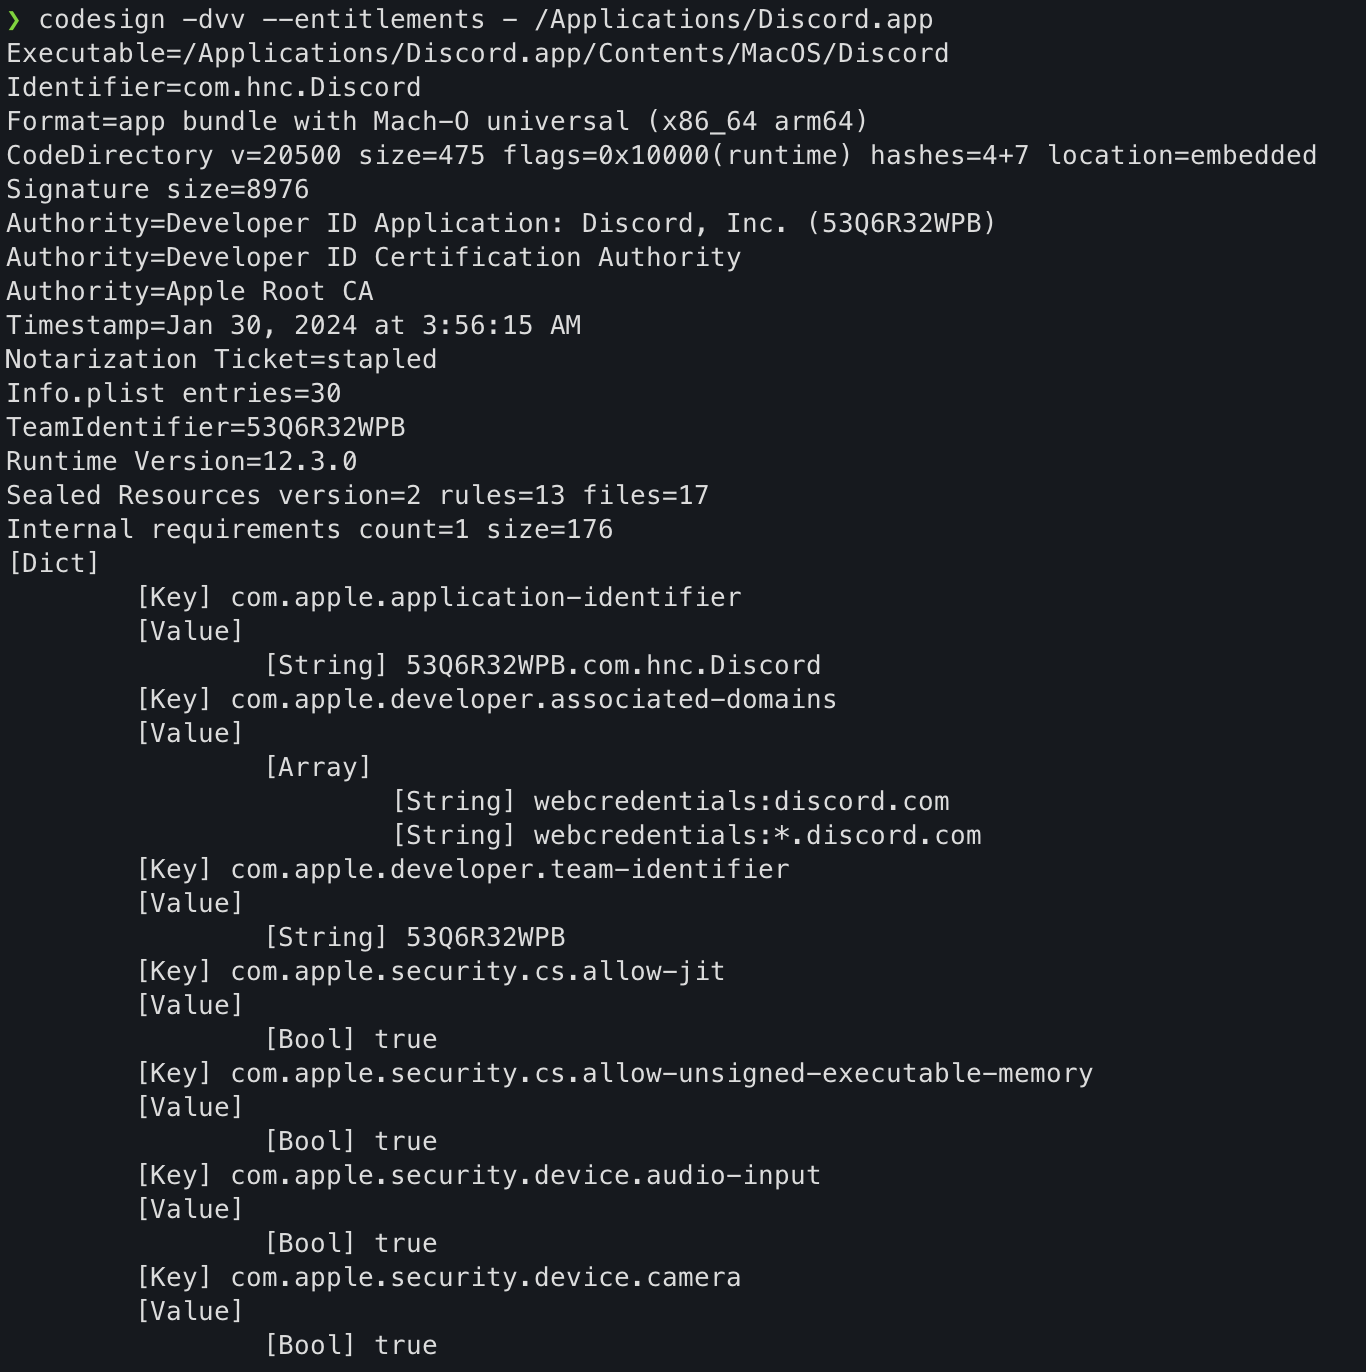 ❯ codesign -dvv --entitlements - /Applications/Discord.app
Executable=/Applications/Discord.app/Contents/MacOS/Discord
Identifier=com.hnc.Discord
Format=app bundle with Mach-O universal (x86_64 arm64)
CodeDirectory v=20500 size=475 flags=0x10000(runtime) hashes=4+7 location=embedded
Signature size=8976
Authority=Developer ID Application: Discord, Inc. (53Q6R32WPB)
Authority=Developer ID Certification Authority
Authority=Apple Root CA
Timestamp=Jan 30, 2024 at 3:56:15 AM
Notarization Ticket=stapled
Info.plist entries=30
TeamIdentifier=53Q6R32WPB
Runtime Version=12.3.0
Sealed Resources version=2 rules=13 files=17
Internal requirements count=1 size=176
[Dict]
	[Key] com.apple.application-identifier
	[Value]
		[String] 53Q6R32WPB.com.hnc.Discord
	[Key] com.apple.developer.associated-domains
	[Value]
		[Array]
			[String] webcredentials:discord.com
			[String] webcredentials:*.discord.com
	[Key] com.apple.developer.team-identifier
	[Value]
		[String] 53Q6R32WPB
	[Key] com.apple.security.cs.allow-jit
	[Value]
		[Bool] true
	[Key] com.apple.security.cs.allow-unsigned-executable-memory
	[Value]
		[Bool] true
	[Key] com.apple.security.device.audio-input
	[Value]
		[Bool] true
	[Key] com.apple.security.device.camera
	[Value]
		[Bool] true